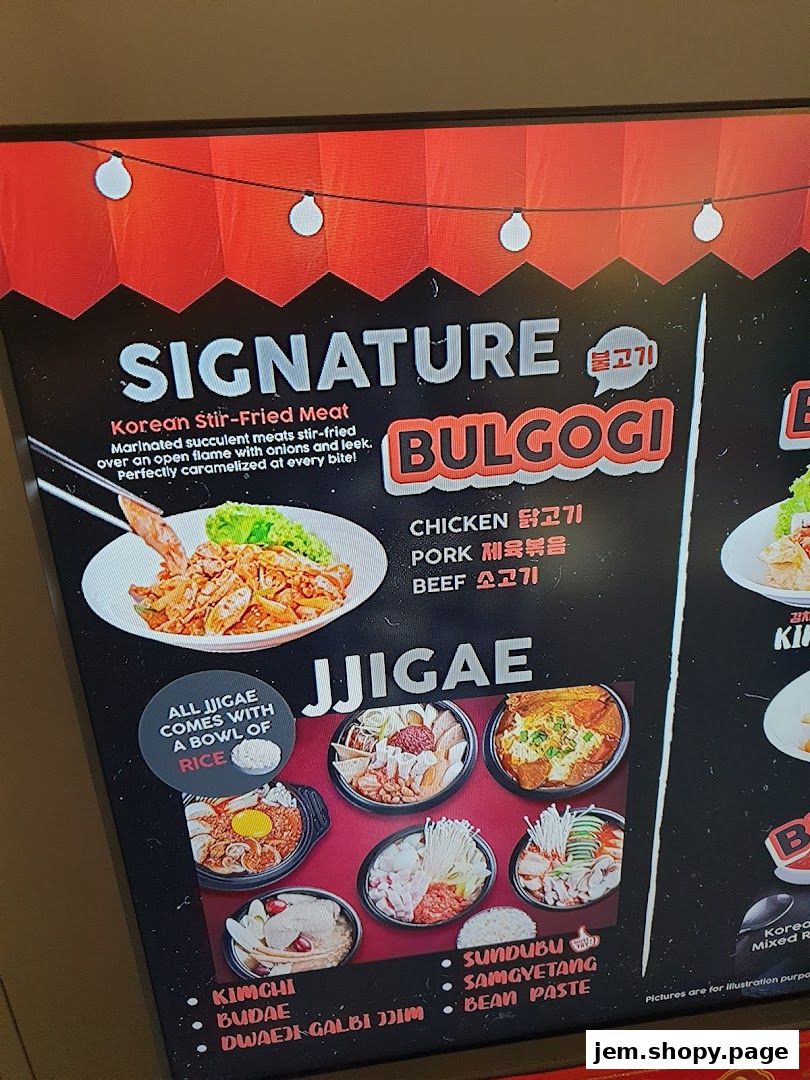 SIGNATURE
불고기
Korean Stir-Fried Meat
Marinated succulent meats stir-fried
over an open flame with onions and leek.
Perfectly caramelized at every bite!
BULGOGI
CHICKEN 닭고기
PORK 제육볶음
BEEF 소고기
JJIGAE
ALL JJIGAE
COMES WITH
A BOWL OF
RICE
• KIMCHI
• BUDAE
• DWAEJI GALBI JJIM
• SUNDUBU
• SAMGYETANG
• BEAN PASTE
Mixed
Pictures are for illustration
jem.shopy.page